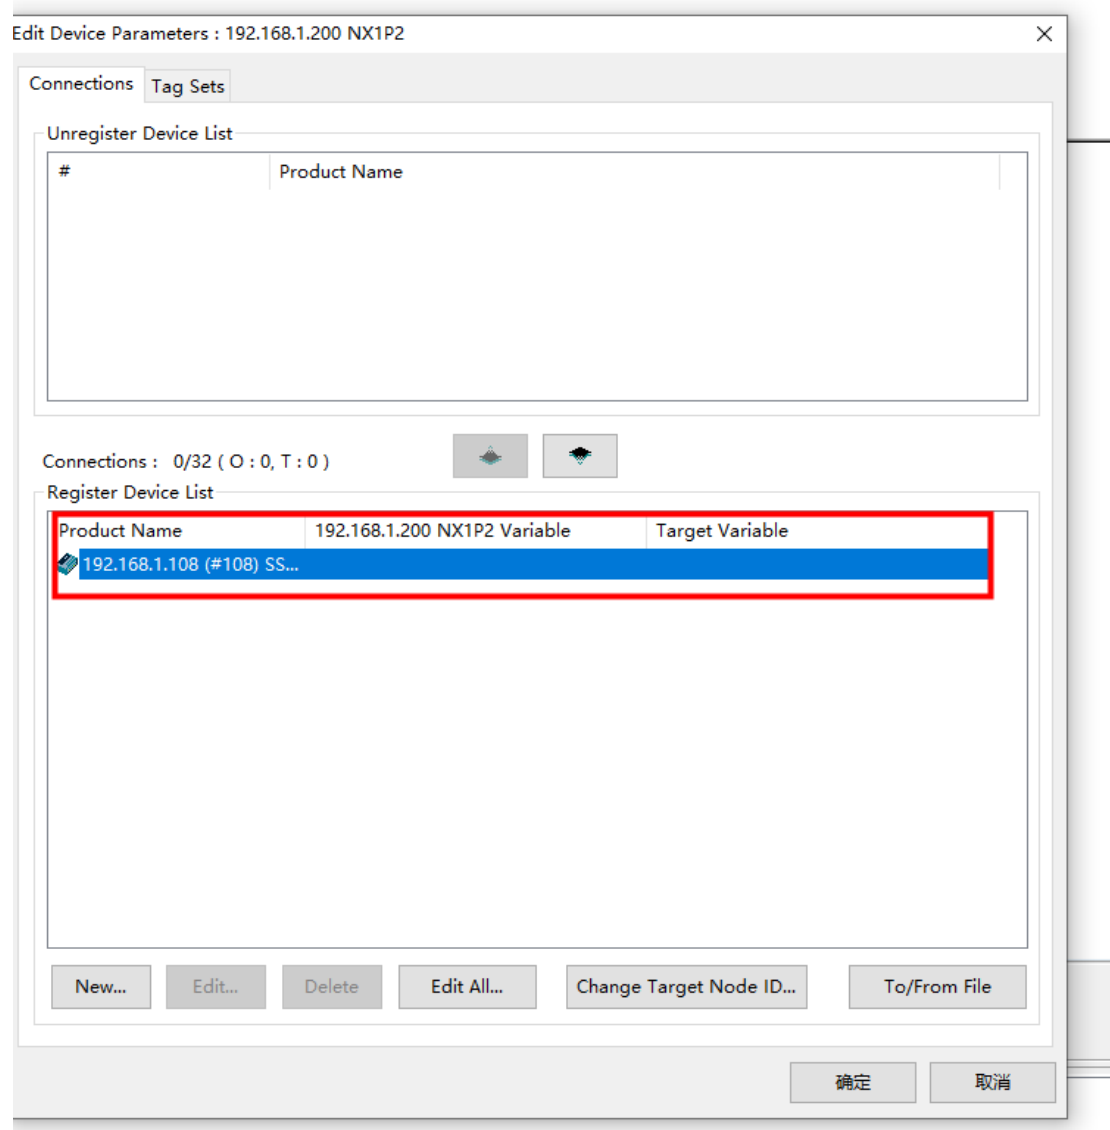 Edit Device Parameters : 192.168.1.200 NX1P2
Connections Tag Sets
Unregister Device List
# Product Name
Connections : 0/32 ( O : 0, T : 0 )
Register Device List
Product Name 192.168.1.200 NX1P2 Variable Target Variable
192.168.1.108 (#108) SS...
New... Edit... Delete Edit All... Change Target Node ID... To/From File
确定 取消